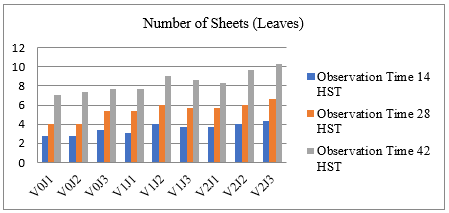 Number of Sheets (Leaves)
12
10
8
6
4
2
0
V0J1 V0J2 V0J3 V1J1 V1J2 V1J3 V2J1 V2J2 V2J3
Observation Time 14
HST
Observation Time 28
HST
Observation Time 42
HST